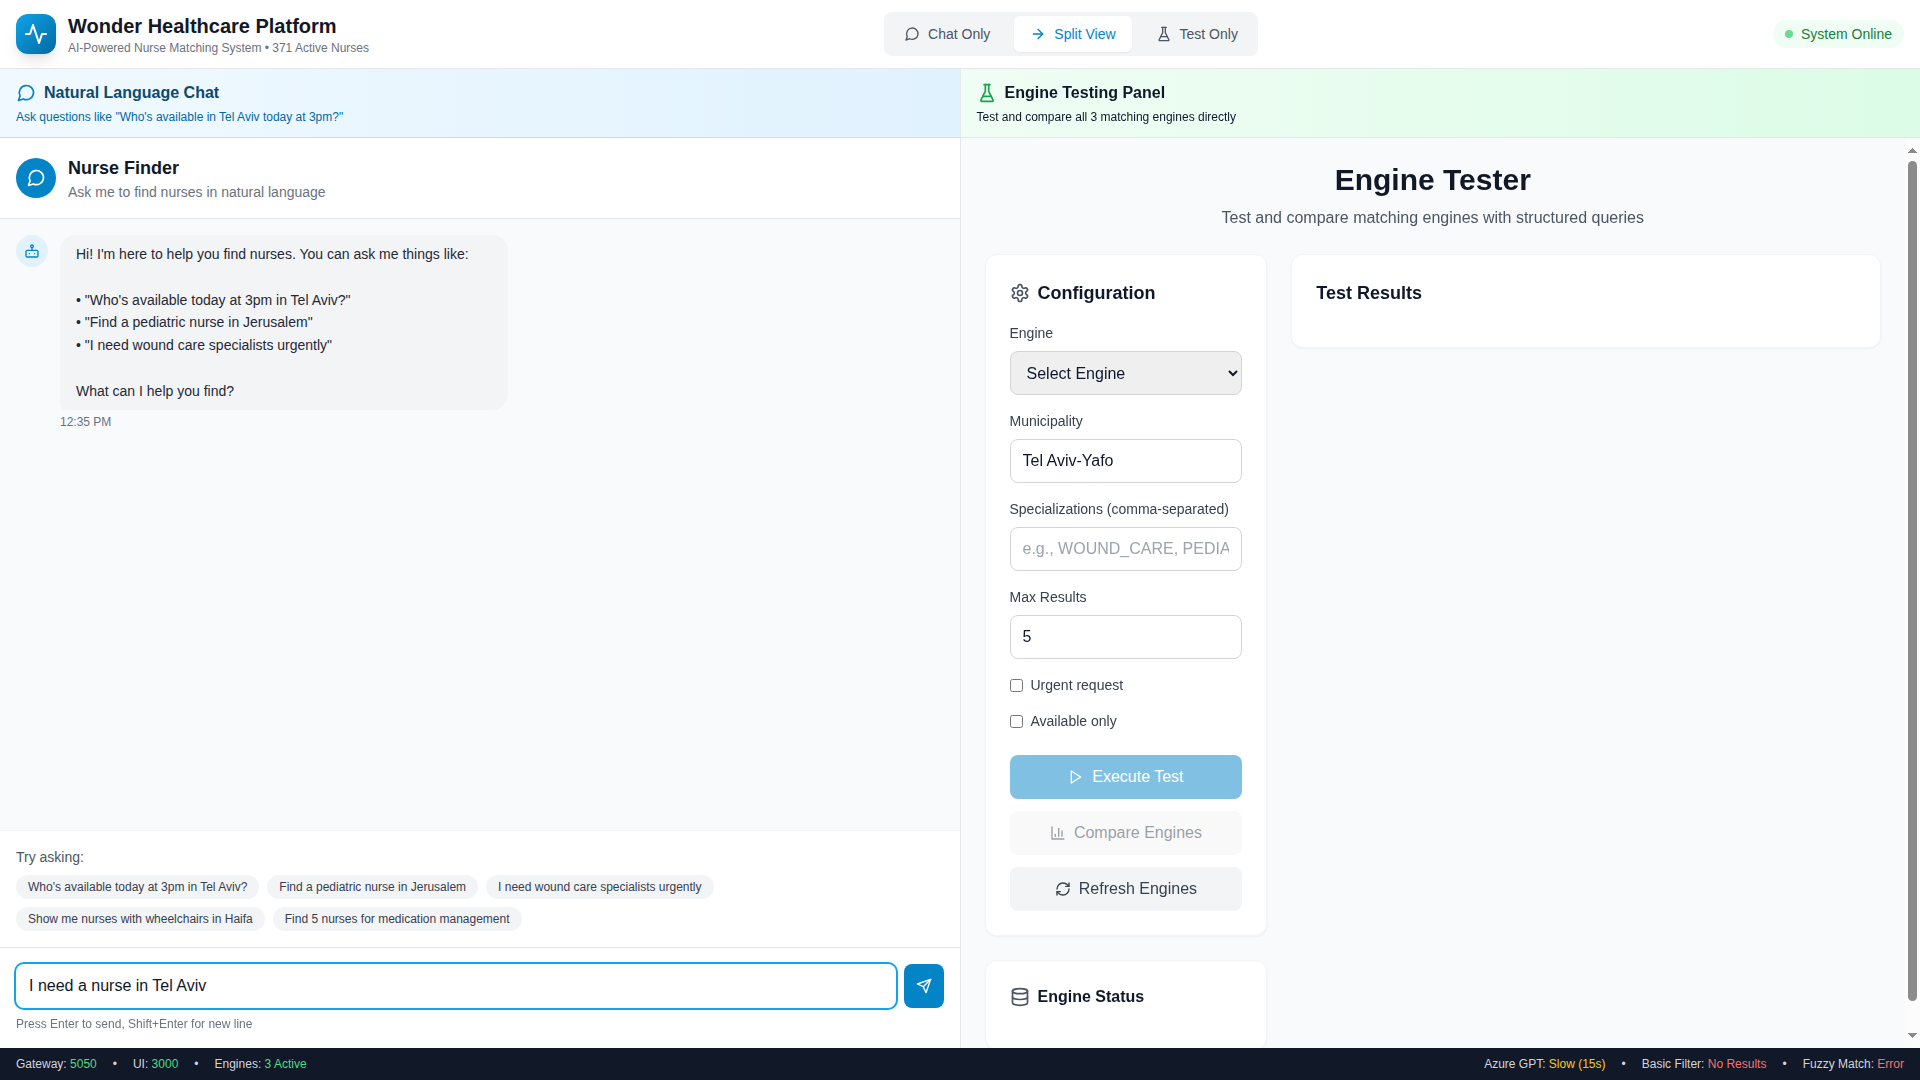 Wonder Healthcare Platform
AI-Powered Nurse Matching System • 371 Active Nurses
Chat Only
Split View
Test Only
System Online
Natural Language Chat
Ask questions like "Who's available in Tel Aviv today at 3pm?"
Engine Testing Panel
Test and compare all 3 matching engines directly
Nurse Finder
Ask me to find nurses in natural language
Hi! I'm here to help you find nurses. You can ask me things like:
• "Who's available today at 3pm in Tel Aviv?"
• "Find a pediatric nurse in Jerusalem"
• "I need wound care specialists urgently"
What can I help you find?
12:35 PM
Try asking:
Who's available today at 3pm in Tel Aviv?
Find a pediatric nurse in Jerusalem
I need wound care specialists urgently
Show me nurses with wheelchairs in Haifa
Find 5 nurses for medication management
I need a nurse in Tel Aviv
Press Enter to send, Shift+Enter for new line
Engine Tester
Test and compare matching engines with structured queries
Configuration
Engine
Select Engine
Municipality
Tel Aviv-Yafo
Specializations (comma-separated)
e.g., WOUND_CARE, PEDIA
Max Results
5
Urgent request
Available only
Execute Test
Compare Engines
Refresh Engines
Engine Status
Test Results
Gateway: 5050 • UI: 3000 • Engines: 3 Active
Azure GPT: Slow (15s) • Basic Filter: No Results • Fuzzy Match: Error